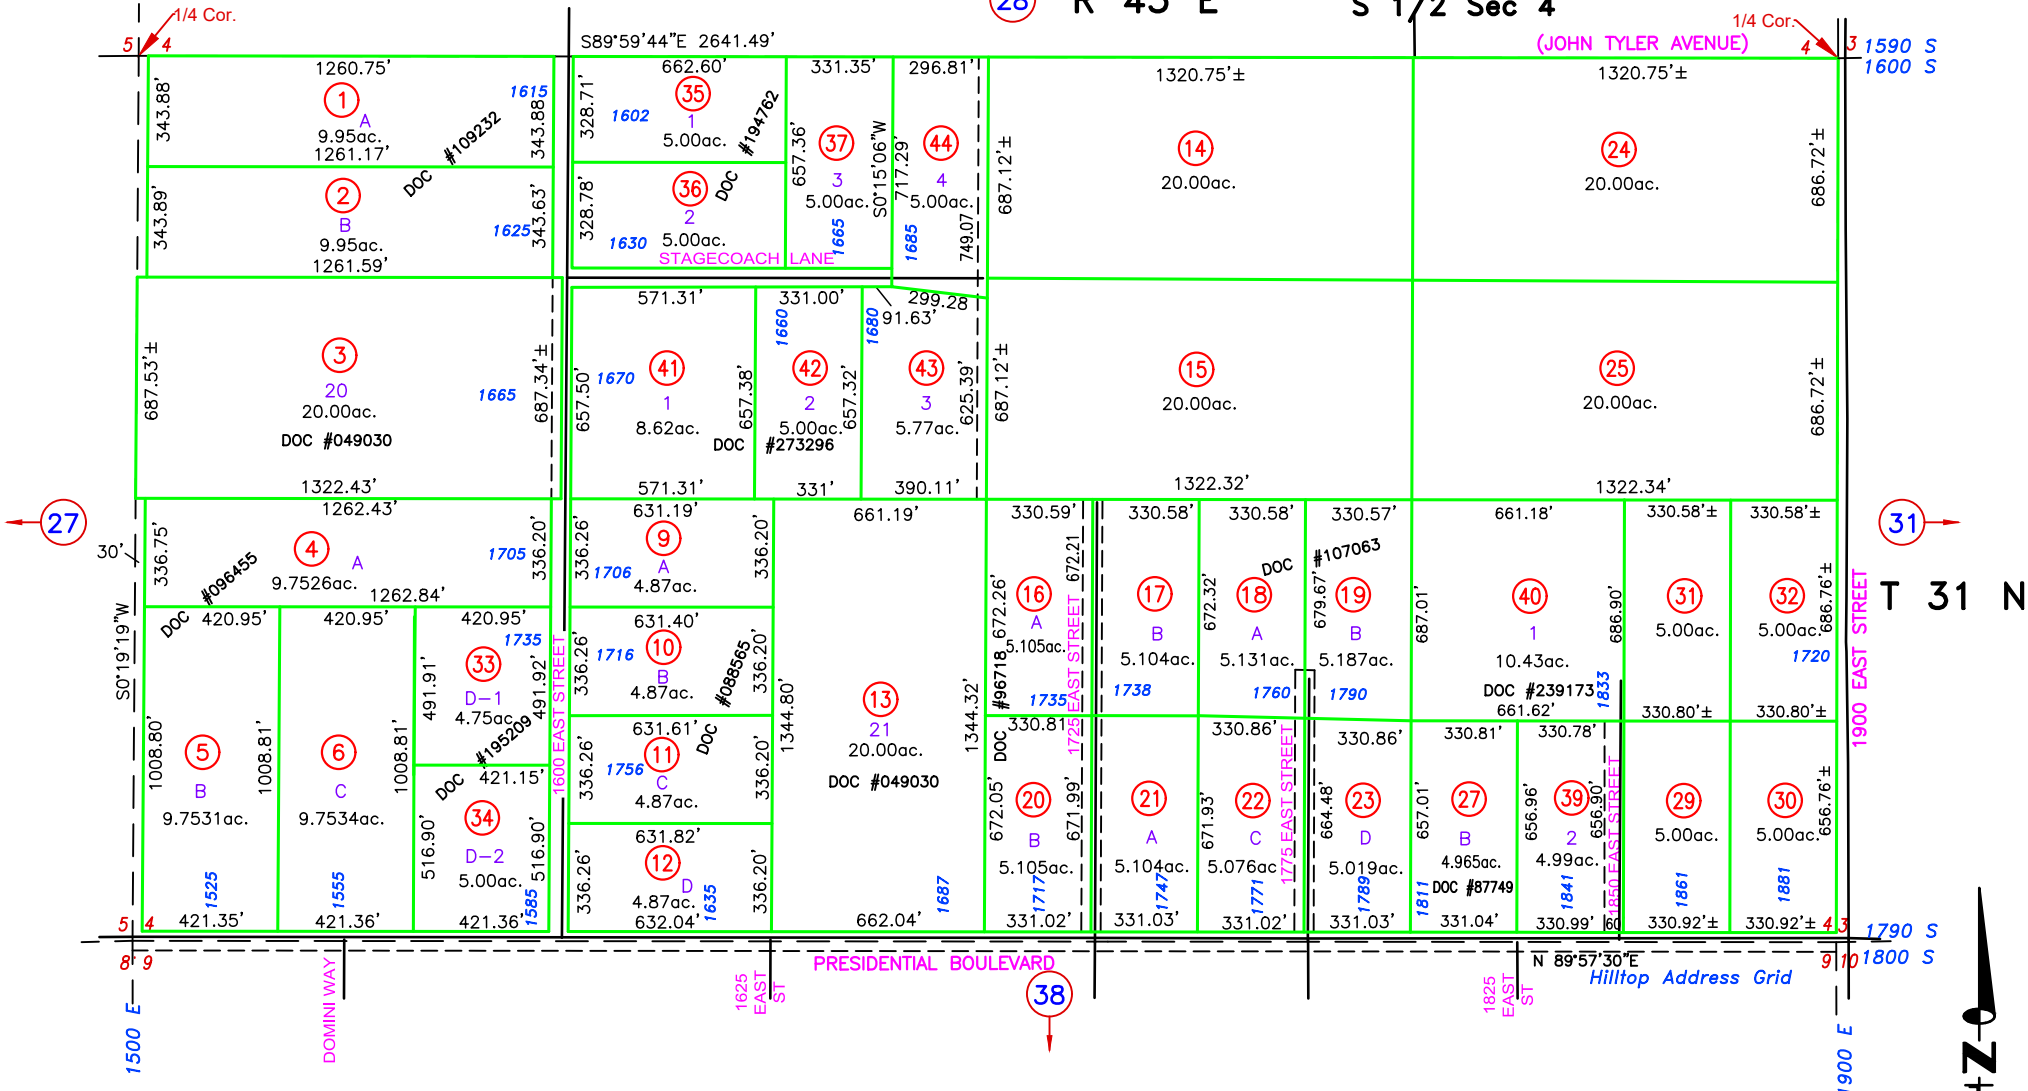 28 R 45 E S 1/2 Sec 4
1/4 Cor.
1/4 Cor.
5 4
S89°59'44"E 2641.49'
(JOHN TYLER AVENUE)
4 3 1590 S
1600 S
1260.75'
343.88'
1
A
9.95ac.
1261.17'
1615
343.88'
DOC #109232
343.89'
2
B
9.95ac.
1261.59'
1625
343.63'
662.60'
328.71'
35
1602
1
5.00ac.
DOC #194762
328.78'
36
2
1630
5.00ac.
STAGECOACH LANE
331.35'
657.36'
37
3
5.00ac.
1665
S0°15'06"W
296.81'
717.29'
44
4
5.00ac.
1685
749.07
1320.75'±
687.12'±
14
20.00ac.
1320.75'±
24
20.00ac.
686.72'±
687.53'±
3
20
20.00ac.
DOC #049030
1665
687.34'±
1322.43'
571.31'
657.50'
1670
41
1
8.62ac.
657.38'
DOC #273296
571.31'
331.00'
1660
42
2
5.00ac.
657.32'
331'
1680
91.63'
299.28
43
3
5.77ac.
625.39'
390.11'
687.12'±
15
20.00ac.
1322.32'
25
20.00ac.
686.72'±
1322.34'
27
31
T 31 N
30'
S0°19'19"W
1262.43'
336.75'
4
A
9.7526ac.
1705
336.20'
1262.84'
DOC #096455
420.95'
1008.80'
5
B
9.7531ac.
1008.81'
1525
421.35'
420.95'
6
C
9.7534ac.
1008.81'
1555
421.36'
420.95'
1735
491.91'
33
D-1
4.75ac.
491.92'
DOC #195209
421.15'
516.90'
34
D-2
5.00ac.
516.90'
1585
421.36'
1600 EAST STREET
631.19'
336.26'
9
A
1706
4.87ac.
336.20'
631.40'
336.26'
10
1716
B
4.87ac.
336.20'
DOC #088565
631.61'
336.26'
11
1756
C
4.87ac.
336.20'
631.82'
336.26'
12
D
4.87ac.
1635
336.20'
632.04'
661.19'
1344.80'
13
21
20.00ac.
DOC #049030
1344.32'
1687
662.04'
330.59'
672.26'
16
A
5.105ac.
672.21
1735
DOC #96718
1725 EAST STREET
330.58'
17
B
5.104ac.
1738
672.32'
330.58'
18
A
5.131ac.
1760
DOC #107063
330.57'
679.67'
19
B
5.187ac.
1790
661.18'
687.01'
40
1
10.43ac.
DOC #239173
661.62'
686.90'
1833
330.58'±
31
5.00ac.
330.80'±
330.58'±
32
5.00ac.
686.76'±
1720
330.80'±
1900 EAST STREET
330.81'
672.05'
20
B
5.105ac.
671.99'
1717
331.02'
21
A
5.104ac.
1747
671.93'
331.03'
330.86'
22
C
5.076ac.
1771
331.02'
1775 EAST STREET
330.86'
664.48'
23
D
5.019ac.
1789
331.03'
330.81'
657.01'
27
B
4.965ac.
DOC #87749
1811
331.04'
330.78'
656.96'
39
2
4.99ac.
656.90'
1841
330.99'
60'
1850 EAST STREET
29
5.00ac.
1861
330.92'±
30
5.00ac.
656.76'±
1881
330.92'±
5 4
8 9
4 3
9 10
1790 S
1800 S
PRESIDENTIAL BOULEVARD
N 89°57'30"E
Hilltop Address Grid
DOMINI WAY
1625
EAST
ST
38
1825
EAST
ST
1500 E
1900 E
N